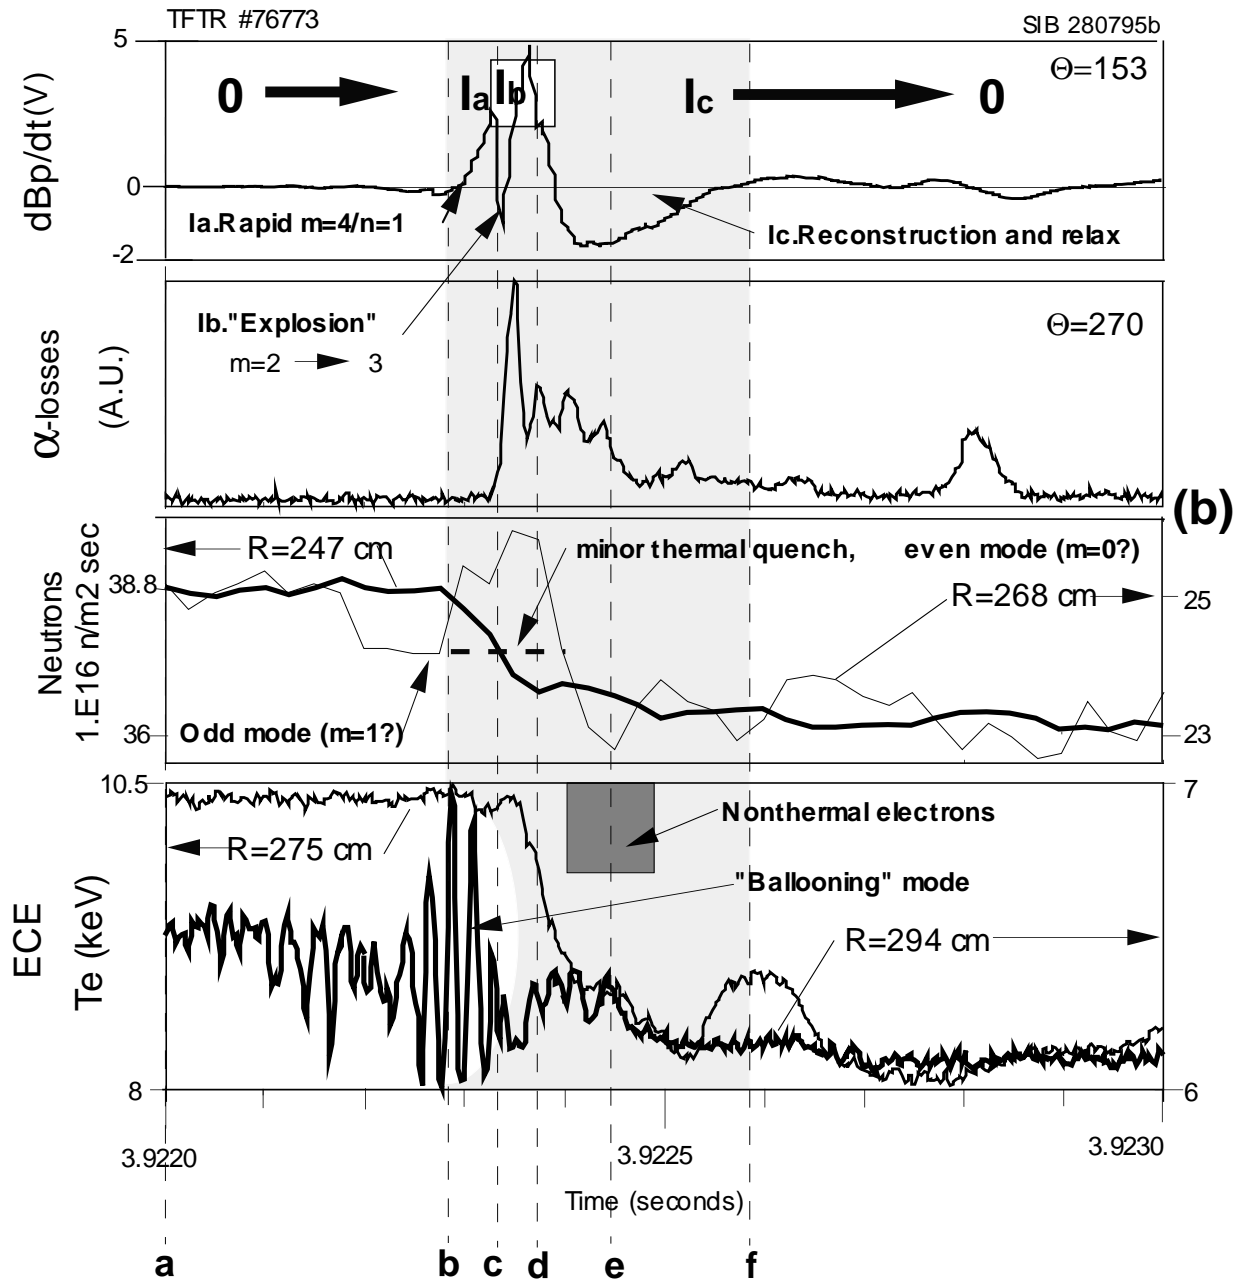 TFTR #76773
SIB 280795b
5
Θ=153
0
Ia
Ib
Ic
0
dBp/dt(V)
0
Ia.Rapid m=4/n=1
Ic.Reconstruction and relax
-2
Ib."Explosion"
m=2
3
Θ=270
α-losses
(A.U.)
(b)
R=247 cm
minor thermal quench,
even mode (m=0?)
38.8
R=268 cm
25
Neutrons
1.E16 n/m2 sec
Odd mode (m=1?)
36
23
10.5
7
Nonthermal electrons
R=275 cm
"Ballooning" mode
R=294 cm
ECE
Te (keV)
8
6
3.9220
3.9225
3.9230
Time (seconds)
a
b
c
d
e
f